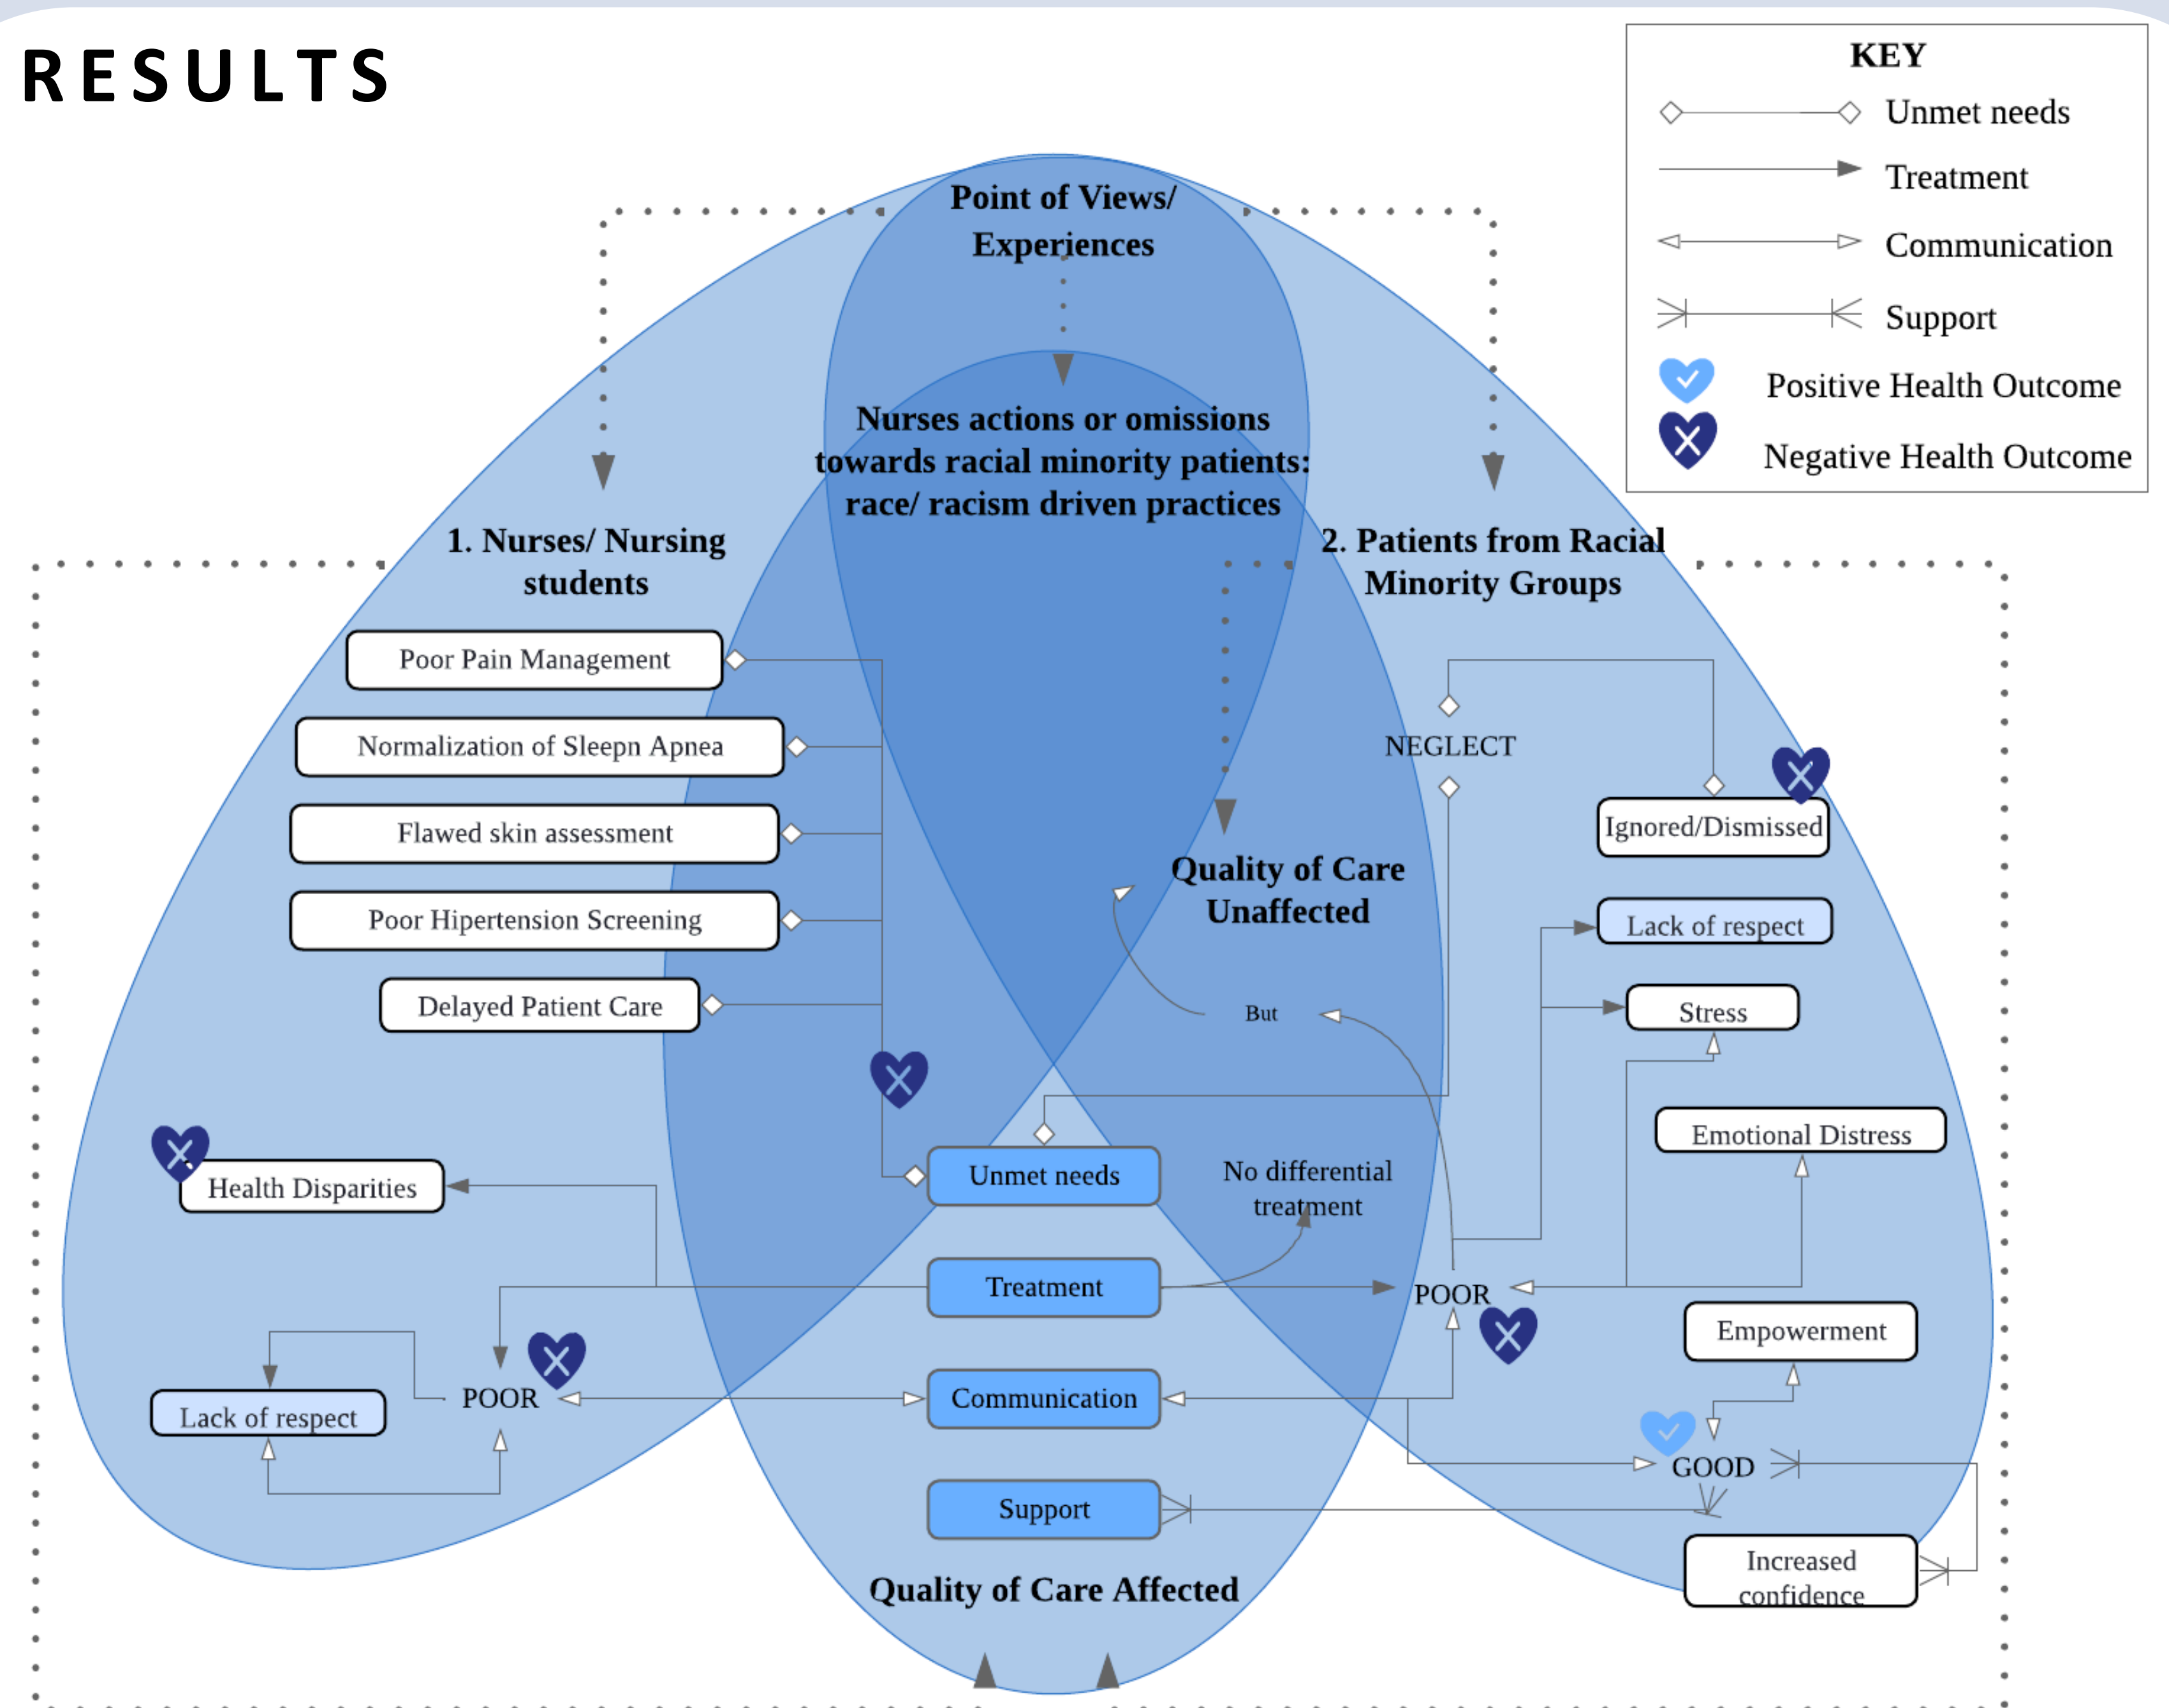 RESULTS
KEY
Unmet needs
Treatment
Communication
Support
Positive Health Outcome
Negative Health Outcome
Point of Views/
Experiences
Nurses actions or omissions
towards racial minority patients:
race/ racism driven practices
1. Nurses/ Nursing
students
2. Patients from Racial
Minority Groups
Poor Pain Management
Normalization of Sleepn Apnea
Flawed skin assessment
Poor Hipertension Screening
Delayed Patient Care
Health Disparities
POOR
Lack of respect
Quality of Care
Unaffected
But
NEGLECT
Ignored/Dismissed
Lack of respect
Stress
Emotional Distress
Unmet needs
No differential
treatment
Treatment
POOR
Communication
Empowerment
GOOD
Support
Increased
confidence
Quality of Care Affected